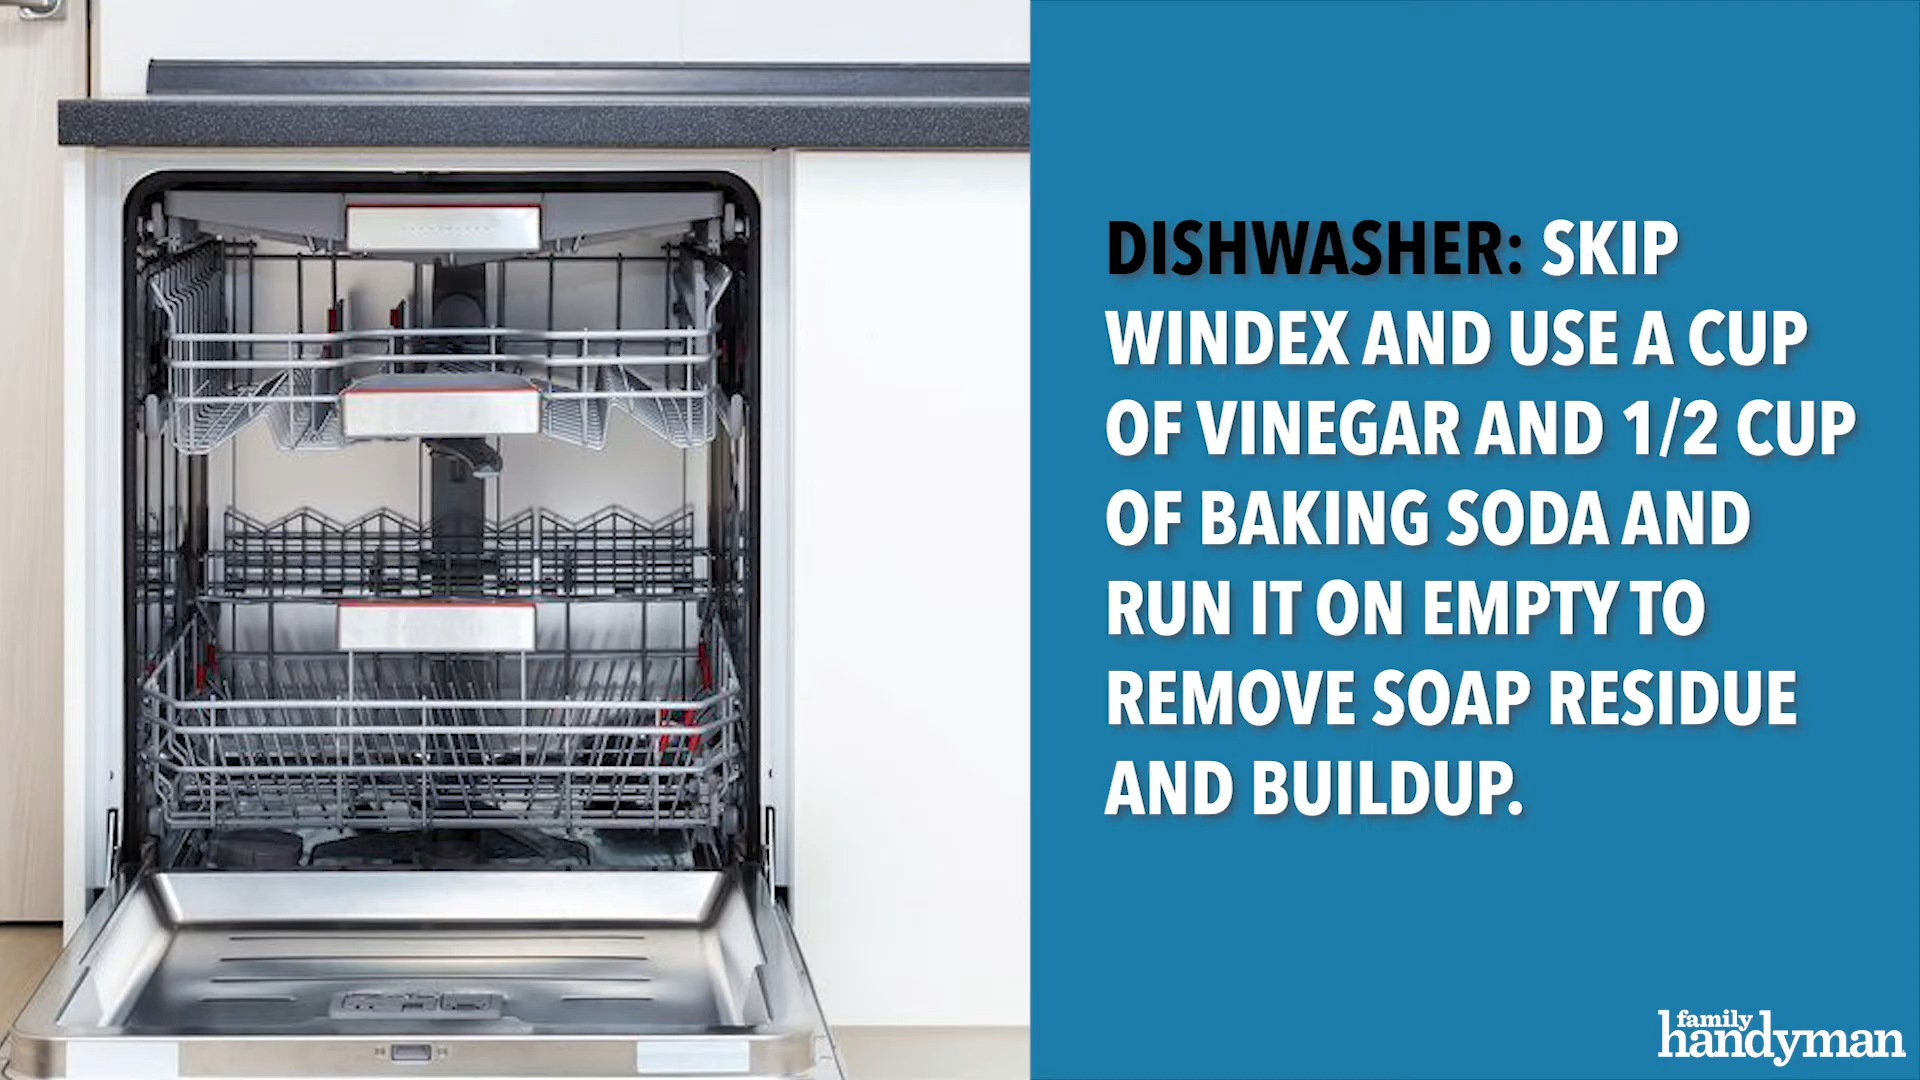 DISHWASHER: SKIP
WINDEX AND USE A CUP
OF VINEGAR AND 1/2 CUP
OF BAKING SODA AND
RUN IT ON EMPTY TO
REMOVE SOAP RESIDUE
AND BUILDUP.
family
handyman